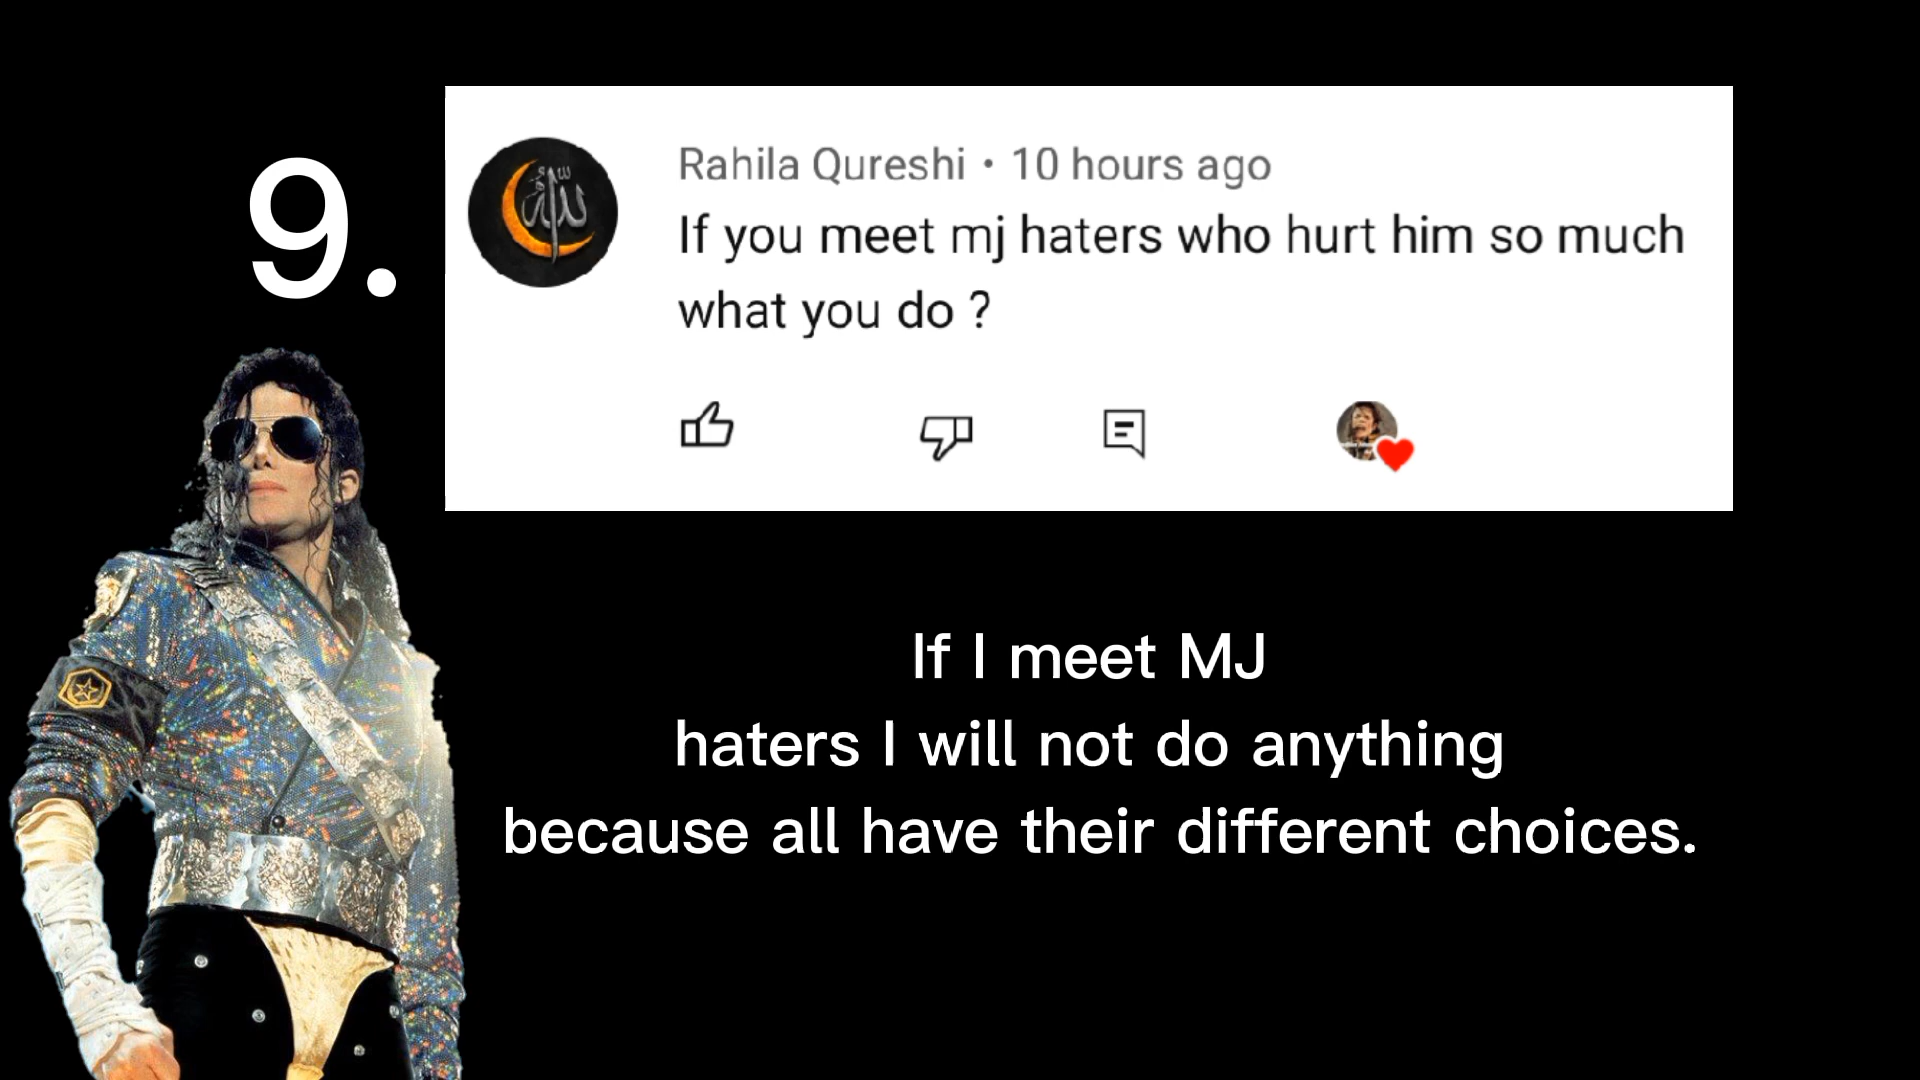 9.
Rahila Qureshi • 10 hours ago
If you meet mj haters who hurt him so much
what you do ?
الله
If I meet MJ
haters I will not do anything
because all have their different choices.